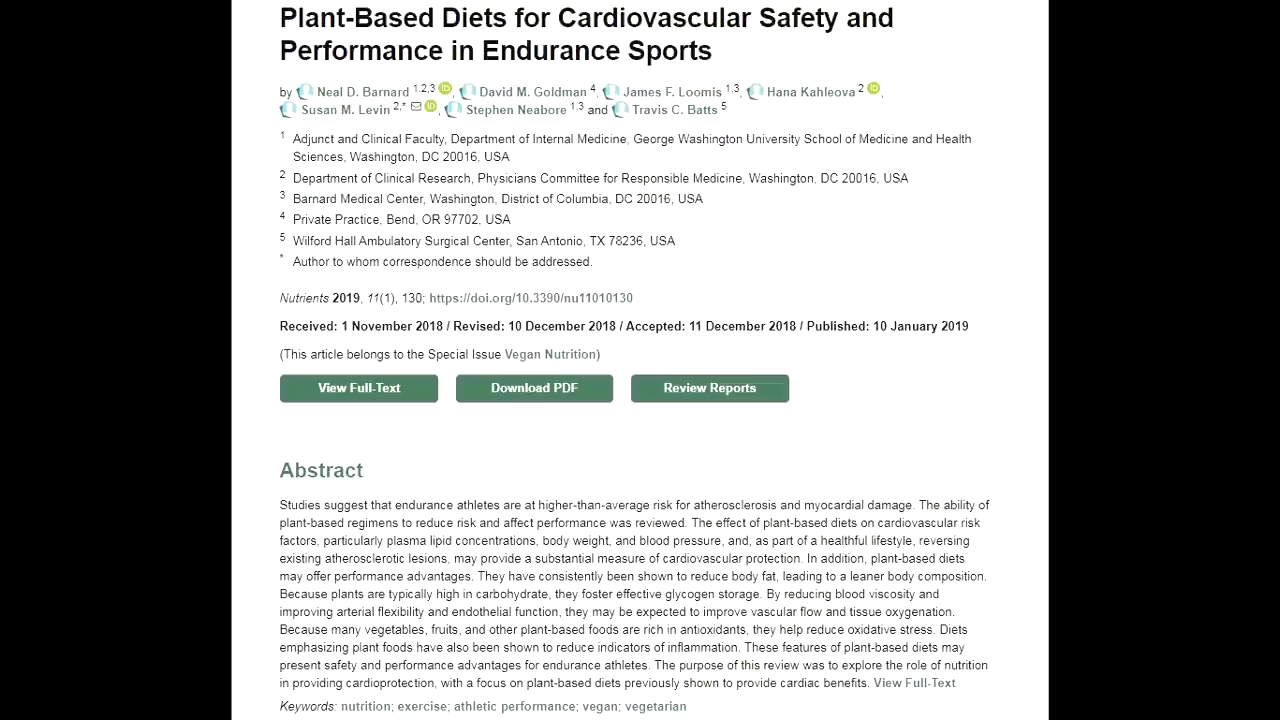 Plant-Based Diets for Cardiovascular Safety and
Performance in Endurance Sports
by Neal D. Barnard 1,2,3, David M. Goldman 4, James F. Loomis 1,3, Hana Kahleova 2,
Susan M. Levin 2,*, Stephen Neabore 1,3 and Travis C. Batts 5
1 Adjunct and Clinical Faculty, Department of Internal Medicine, George Washington University School of Medicine and Health
Sciences, Washington, DC 20016, USA
2 Department of Clinical Research, Physicians Committee for Responsible Medicine, Washington, DC 20016, USA
3 Barnard Medical Center, Washington, District of Columbia, DC 20016, USA
4 Private Practice, Bend, OR 97702, USA
5 Wilford Hall Ambulatory Surgical Center, San Antonio, TX 78236, USA
* Author to whom correspondence should be addressed.
Nutrients 2019, 11(1), 130; https://doi.org/10.3390/nu11010130
Received: 1 November 2018 / Revised: 10 December 2018 / Accepted: 11 December 2018 / Published: 10 January 2019
(This article belongs to the Special Issue Vegan Nutrition)
View Full-Text Download PDF Review Reports
Abstract
Studies suggest that endurance athletes are at higher-than-average risk for atherosclerosis and myocardial damage. The ability of
plant-based regimens to reduce risk and affect performance was reviewed. The effect of plant-based diets on cardiovascular risk
factors, particularly plasma lipid concentrations, body weight, and blood pressure, and, as part of a healthful lifestyle, reversing
existing atherosclerotic lesions, may provide a substantial measure of cardiovascular protection. In addition, plant-based diets
may offer performance advantages. They have consistently been shown to reduce body fat, leading to a leaner body composition.
Because plants are typically high in carbohydrate, they foster effective glycogen storage. By reducing blood viscosity and
improving arterial flexibility and endothelial function, they may be expected to improve vascular flow and tissue oxygenation.
Because many vegetables, fruits, and other plant-based foods are rich in antioxidants, they help reduce oxidative stress. Diets
emphasizing plant foods have also been shown to reduce indicators of inflammation. These features of plant-based diets may
present safety and performance advantages for endurance athletes. The purpose of this review was to explore the role of nutrition
in providing cardioprotection, with a focus on plant-based diets previously shown to provide cardiac benefits. View Full-Text
Keywords: nutrition; exercise; athletic performance; vegan; vegetarian